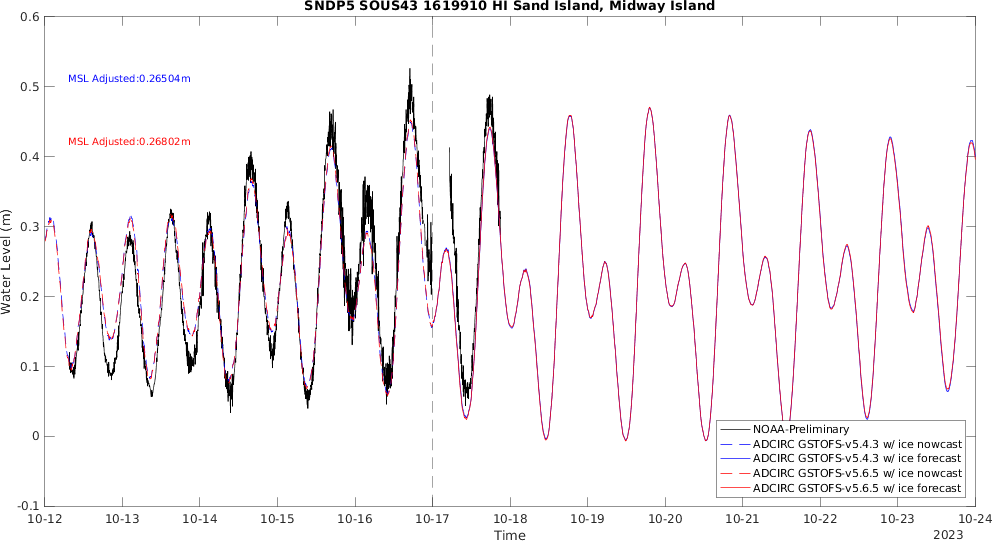 SNDP5 SOUS43 1619910 HI Sand Island, Midway Island
0.6
0.5
0.4
0.3
0.2
0.1
0
-0.1
Water Level (m)
MSL Adjusted:0.26504m
MSL Adjusted:0.26802m
NOAA-Preliminary
ADCIRC GSTOFS-v5.4.3 w/ ice nowcast
ADCIRC GSTOFS-v5.4.3 w/ ice forecast
ADCIRC GSTOFS-v5.6.5 w/ ice nowcast
ADCIRC GSTOFS-v5.6.5 w/ ice forecast
10-12 10-13 10-14 10-15 10-16 10-17 10-18 10-19 10-20 10-21 10-22 10-23 10-24
Time
2023